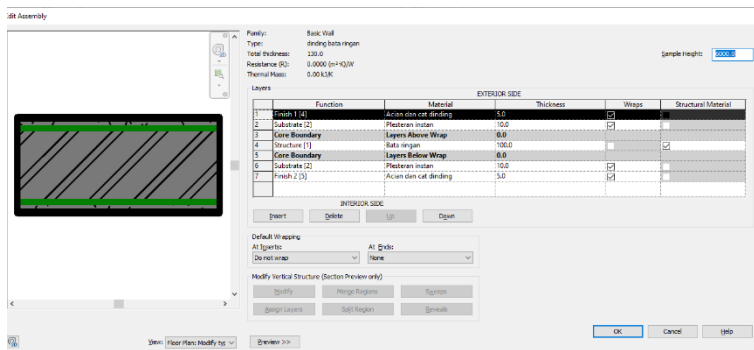 Edit Assembly
Family: Basic Wall
Type: dinding bata ringan
Total thickness: 130.0
Sample Height: 6000.0
Resistance (R): 0.0000 (m²·K)/W
Thermal Mass: 0.00 kJ/K
Layers
EXTERIOR SIDE
Function Material Thickness Wraps Structural Material
1 Finish 1 [4] Acian dan cat dinding 5.0
2 Substrate [2] Plesteran instan 10.0
3 Core Boundary Layers Above Wrap 0.0
4 Structure [1] Bata ringan 100.0
5 Core Boundary Layers Below Wrap 0.0
6 Substrate [2] Plesteran instan 10.0
7 Finish 2 [5] Acian dan cat dinding 5.0
INTERIOR SIDE
Insert Delete Up Down
Default Wrapping
At Inserts: At Ends:
Do not wrap None
Modify Vertical Structure (Section Preview only)
Modify Merge Regions Sweeps
Assign Layers Split Region Reveals
OK Cancel Help
View: Floor Plan: Modify typ Preview >>